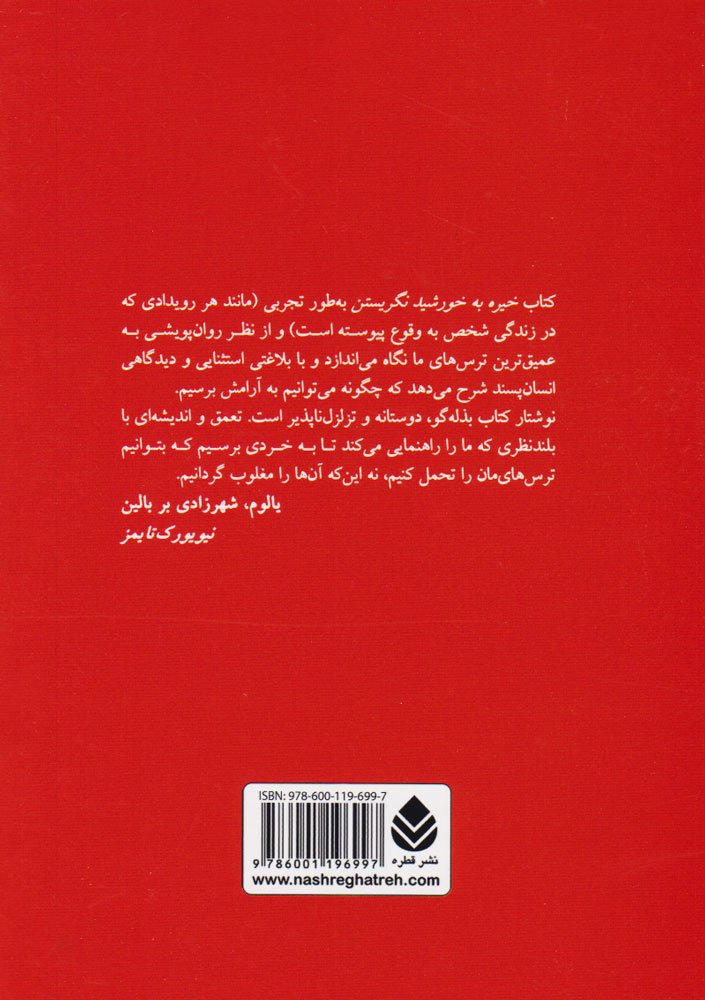 کتاب خیره به خورشید نگریستن به‌طور تجربی (مانند هر رویدادی که
در زندگی شخص به وقوع پیوسته است) و از نظر روان‌پویشی به
عمیق‌ترین ترس‌های ما نگاه می‌اندازد و با بلاغتی استثنایی و دیدگاهی
انسان‌پسند شرح می‌دهد که چگونه می‌توانیم به آرامش برسیم.
نوشتار کتاب بذله‌گو، دوستانه و تزلزل‌ناپذیر است. تعمق و اندیشه‌ای با
بلندنظری که ما را راهنمایی می‌کند تا به خردی برسیم که بتوانیم
ترس‌های‌مان را تحمل کنیم، نه این‌که آن‌ها را مغلوب گردانیم.
یالوم، شهرزادی بر بالین
نیویورک‌تایمز
ISBN: 978-600-119-699-7
9 786001 196997
نشر قطره
www.nashreghatreh.com